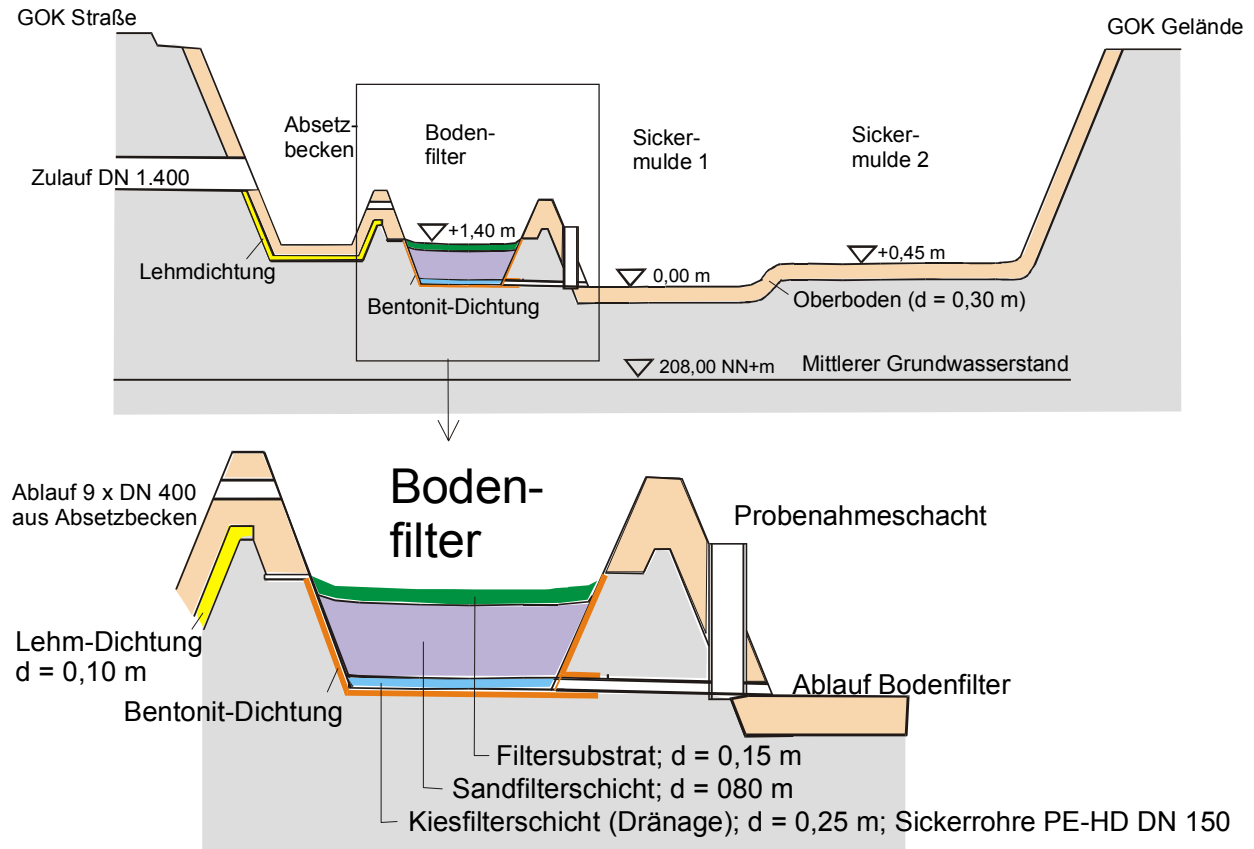 GOK Straße
GOK Gelände
Absetz-
becken
Boden-
filter
Sicker-
mulde 1
Sicker-
mulde 2
Zulauf DN 1.400
+1,40 m
0,00 m
+0,45 m
Lehmdichtung
Bentonit-Dichtung
Oberboden (d = 0,30 m)
208,00 NN+m
Mittlerer Grundwasserstand
Ablauf 9 x DN 400
aus Absetzbecken
Boden-
filter
Probenahmeschacht
Lehm-Dichtung
d = 0,10 m
Bentonit-Dichtung
Ablauf Bodenfilter
Filtersubstrat; d = 0,15 m
Sandfilterschicht; d = 080 m
Kiesfilterschicht (Dränage); d = 0,25 m; Sickerrohre PE-HD DN 150